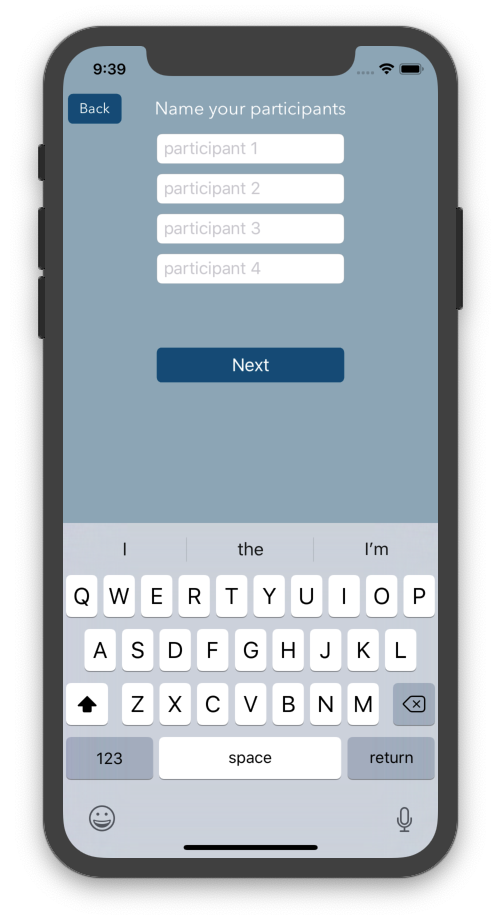 9:39
Back Name your participants
participant 1
participant 2
participant 3
participant 4
Next
I the I'm
Q W E R T Y U I O P
A S D F G H J K L
Z X C V B N M
123 space return